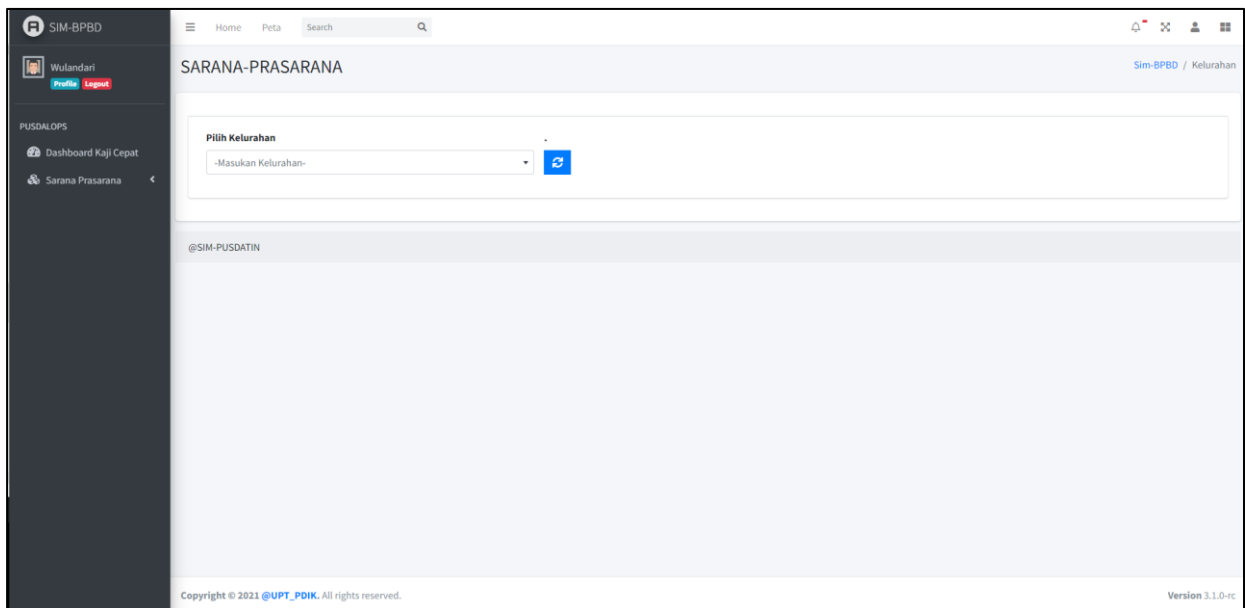 SIM-BPBD
Home Peta Search
Wulandari
Profile Logout
SARANA-PRASARANA
Sim-BPBD / Kelurahan
PUSDALOPS
Dashboard Kaji Cepat
Sarana Prasarana
Pilih Kelurahan
-
-Masukan Kelurahan-
@SIM-PUSDATIN
Copyright © 2021 @UPT_PDIK. All rights reserved.
Version 3.1.0-rc